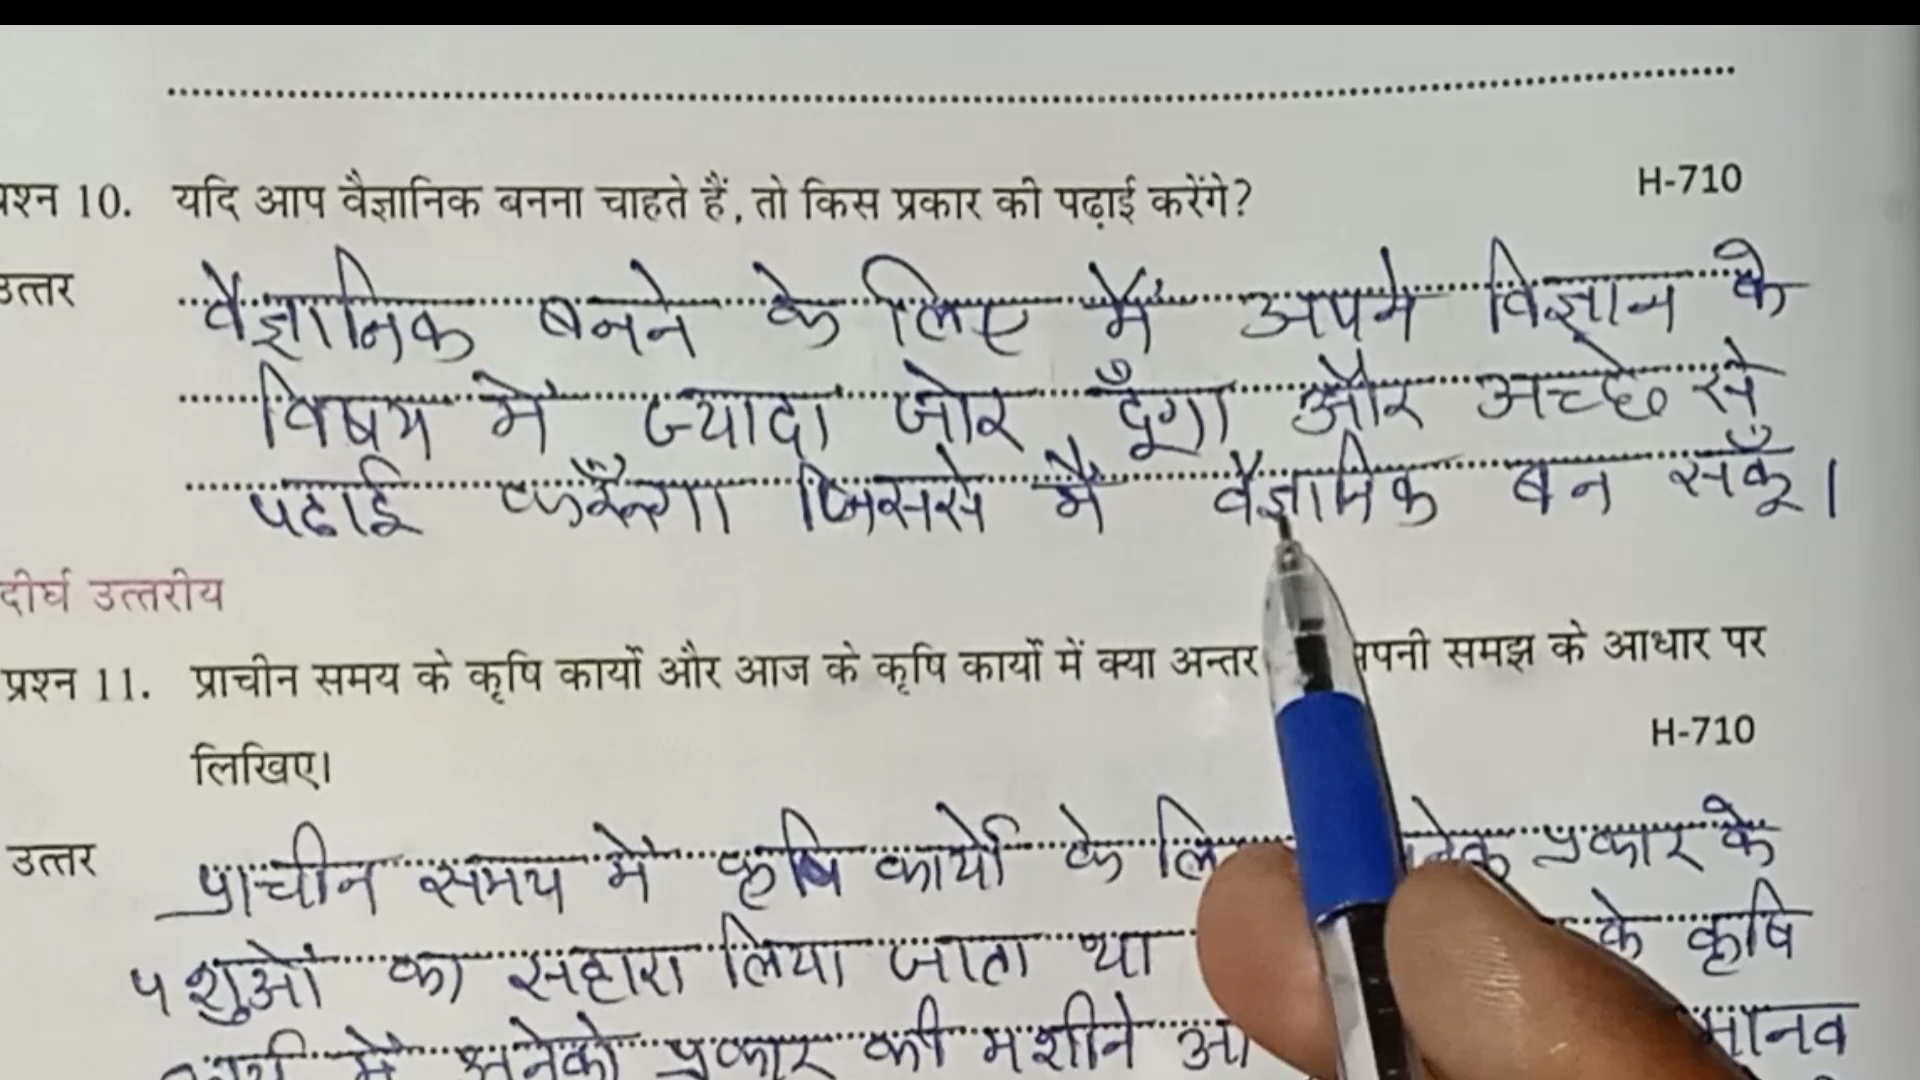 प्रश्न 10. यदि आप वैज्ञानिक बनना चाहते हैं, तो किस प्रकार की पढ़ाई करेंगे? H-710
उत्तर वैज्ञानिक बनने के लिए मैं अपने विज्ञान के
विषय में ज्यादा जोर दूँगा और अच्छे से
पढाई करूँगा जिससे मैं वैज्ञानिक बन सकूँ।
दीर्घ उत्तरीय
प्रश्न 11. प्राचीन समय के कृषि कार्यों और आज के कृषि कार्यों में क्या अन्तर पनी समझ के आधार पर
लिखिए। H-710
उत्तर प्राचीन समय में कृषि कार्यो के लि प्रकार के
पशुओं का सहारा लिया जाता था के कृषि
में अनेको प्रकार की मशीने आ मानव